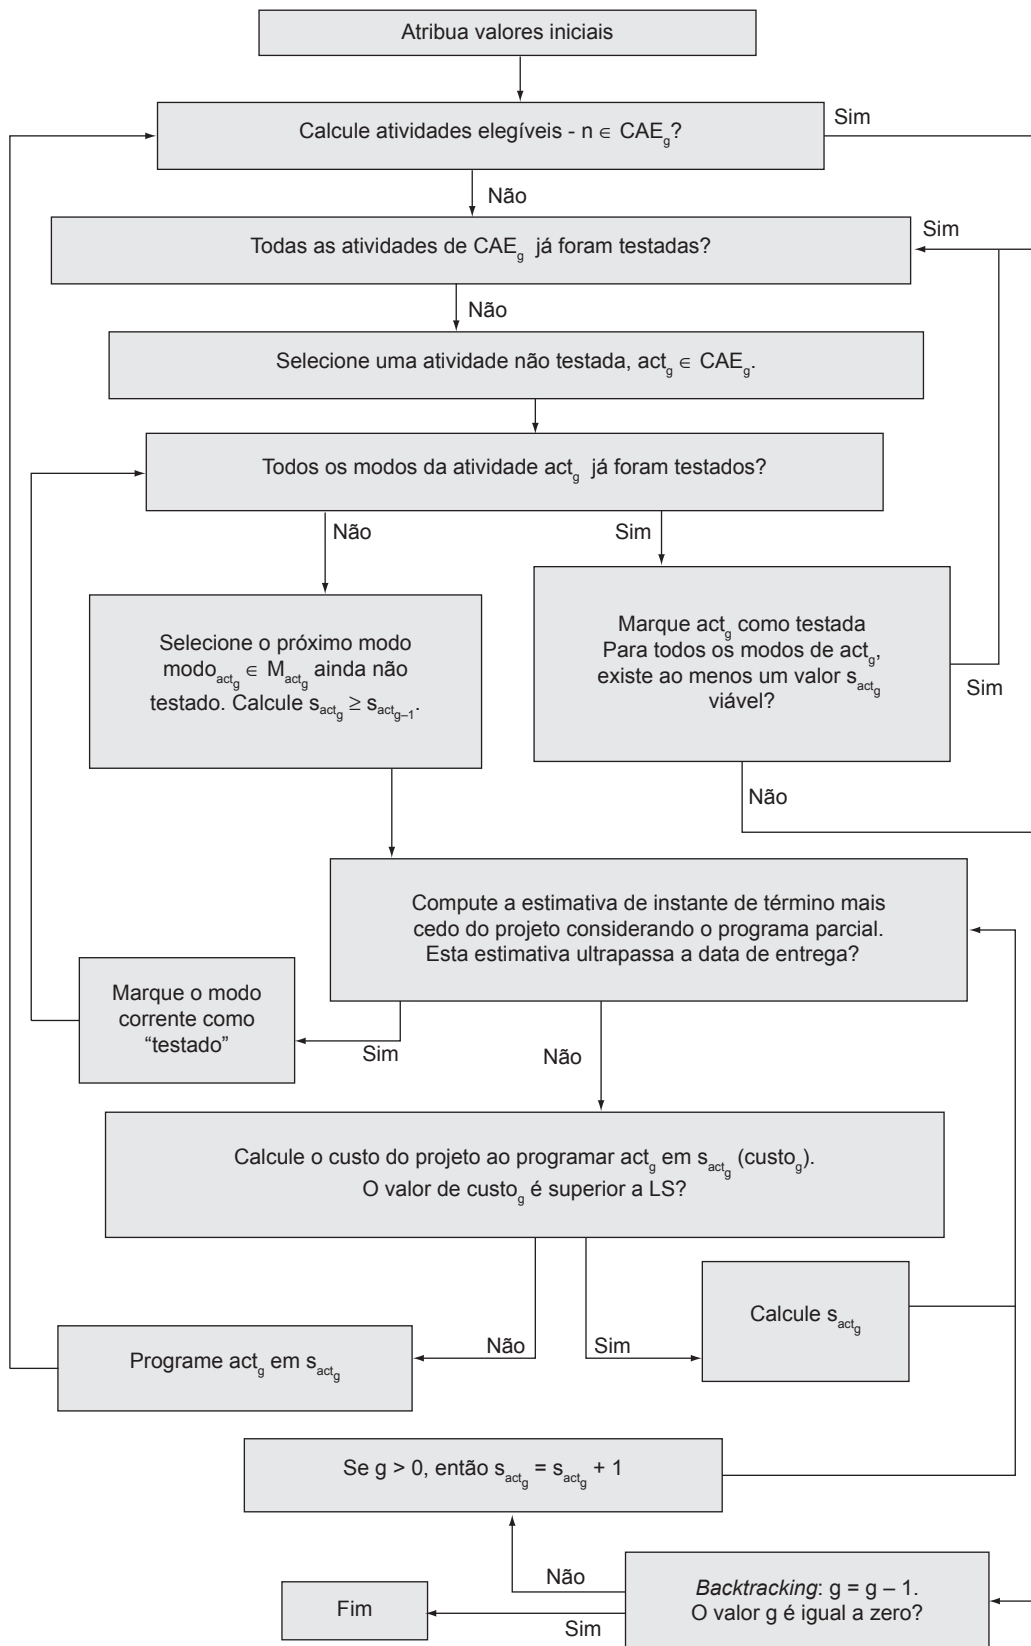 Atribua valores iniciais
Calcule atividades elegíveis - n ∈ CAE_g?
Sim
Não
Todas as atividades de CAE_g já foram testadas?
Sim
Não
Selecione uma atividade não testada, act_g ∈ CAE_g.
Todos os modos da atividade act_g já foram testados?
Não
Sim
Selecione o próximo modo
modo_act_g ∈ M_act_g ainda não
testado. Calcule s_act_g ≥ s_act_g–1.
Marque act_g como testada
Para todos os modos de act_g,
existe ao menos um valor s_act_g
viável?
Sim
Não
Compute a estimativa de instante de término mais
cedo do projeto considerando o programa parcial.
Esta estimativa ultrapassa a data de entrega?
Marque o modo
corrente como
“testado”
Sim
Não
Calcule o custo do projeto ao programar act_g em s_act_g (custo_g).
O valor de custo_g é superior a LS?
Calcule s_act_g
Não
Sim
Programe act_g em s_act_g
Se g > 0, então s_act_g = s_act_g + 1
Não
Backtracking: g = g – 1.
O valor g é igual a zero?
Fim
Sim